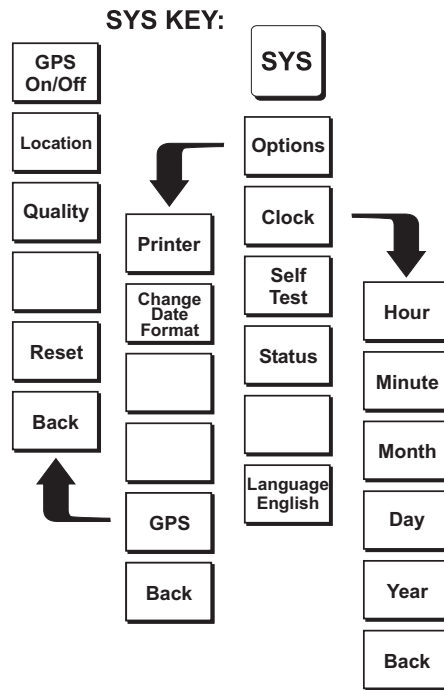 SYS KEY:
SYS
Options
Clock
Self
Test
Status
Language
English
Printer
Change
Date
Format
GPS
Back
GPS
On/Off
Location
Quality
Reset
Back
Hour
Minute
Month
Day
Year
Back